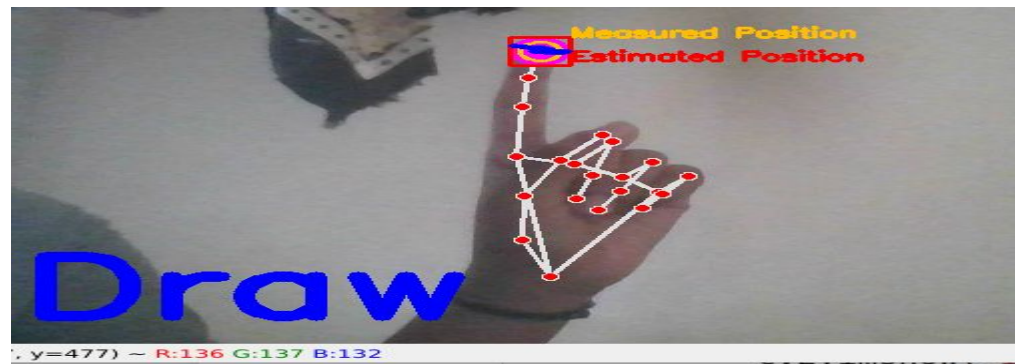 Measured Position
Estimated Position
Draw
, y=477) ~ R:136 G:137 B:132